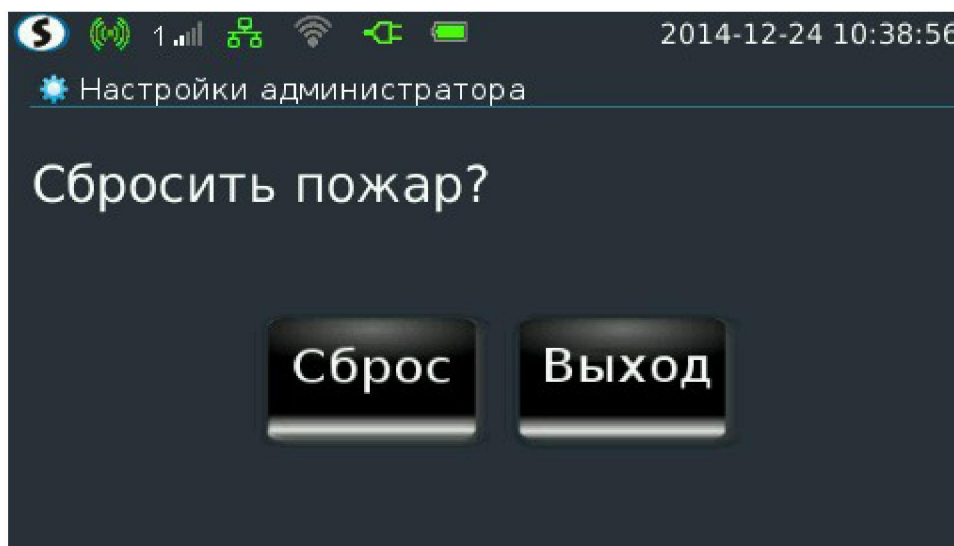 S 1 2014-12-24 10:38:56
Настройки администратора
Сбросить пожар?
Сброс Выход